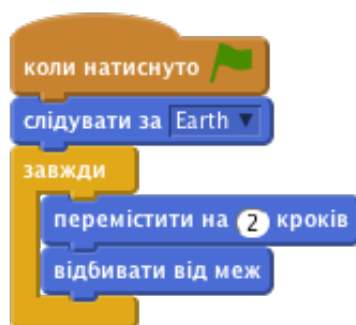 коли натиснуто
слідувати за Earth
завжди
перемістити на 2 кроків
відбивати від меж